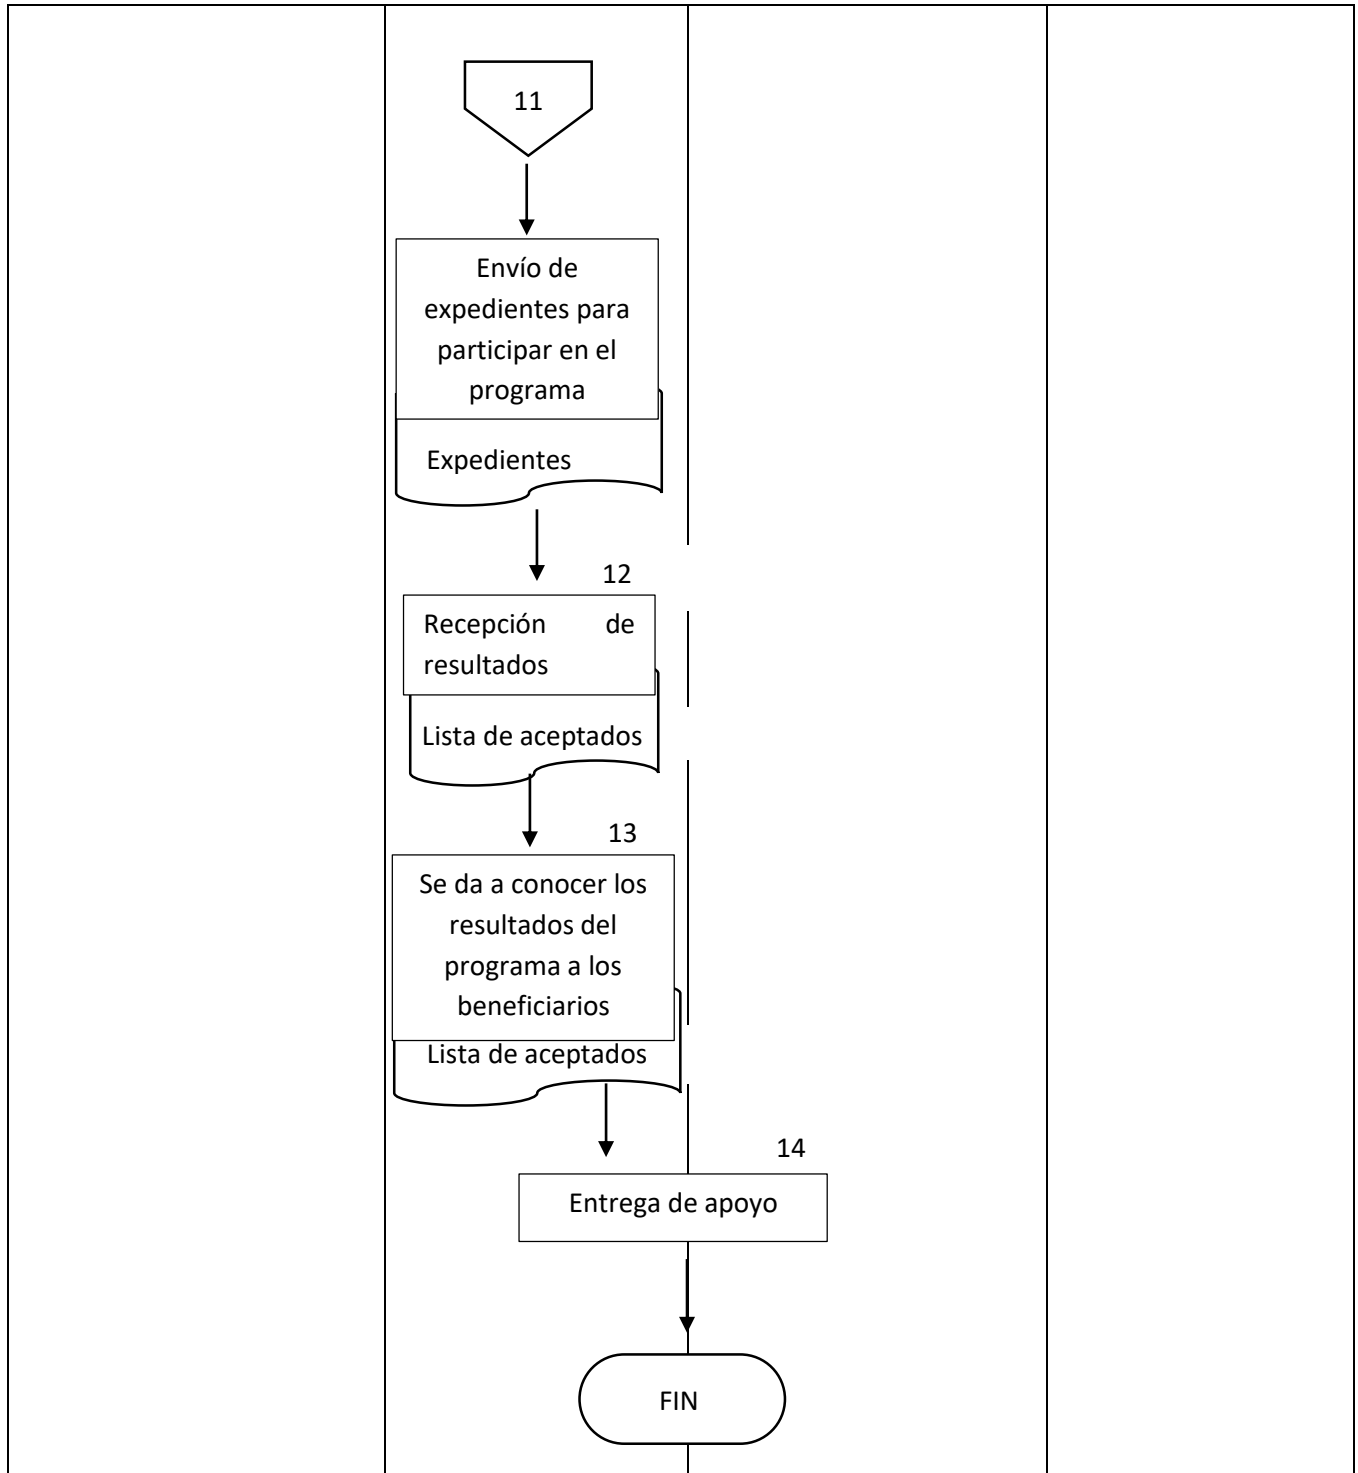 11
Envío de
expedientes para
participar en el
programa
Expedientes
12
Recepción de
resultados
Lista de aceptados
13
Se da a conocer los
resultados del
programa a los
beneficiarios
Lista de aceptados
14
Entrega de apoyo
FIN